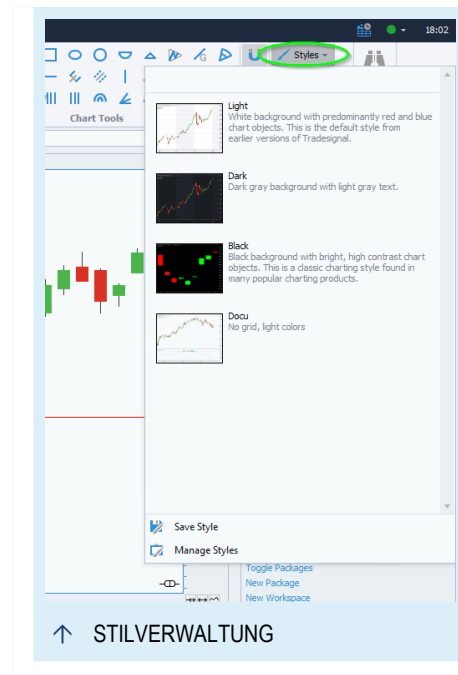 18:02
Styles
Chart Tools
Light
White background with predominantly red and blue
chart objects. This is the default style from
earlier versions of Tradesignal.
Dark
Dark gray background with light gray text.
Black
Black background with bright, high contrast chart
objects. This is a classic charting style found in
many popular charting products.
Docu
No grid, light colors
Save Style
Manage Styles
Toggle Packages
New Package
New Workspace
↑ STILVERWALTUNG